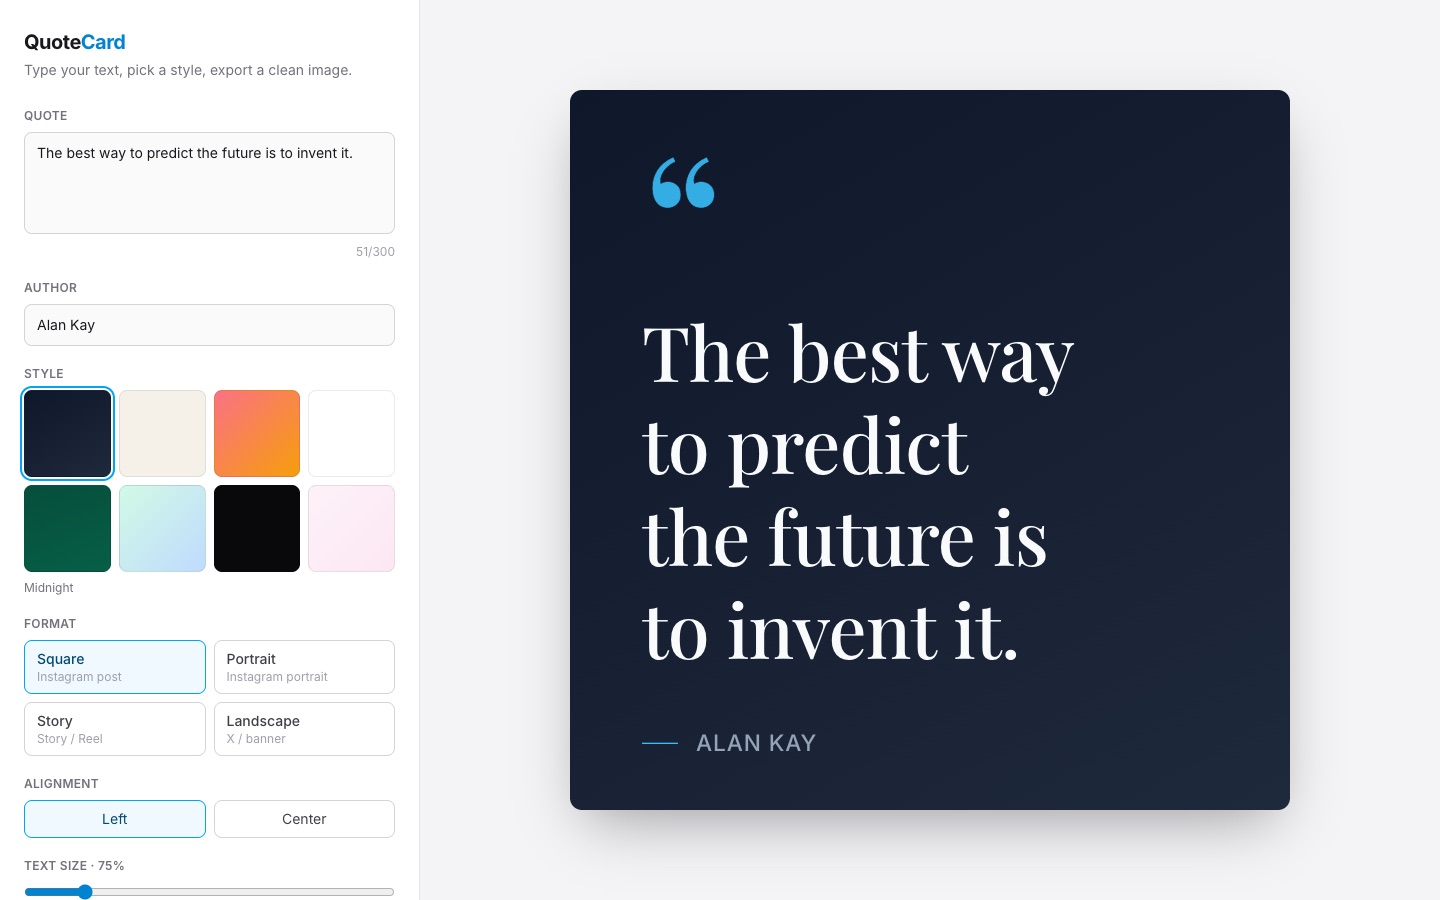 QuoteCard
Type your text, pick a style, export a clean image.
QUOTE
The best way to predict the future is to invent it.
51/300
AUTHOR
Alan Kay
STYLE
Midnight
FORMAT
Square
Instagram post
Portrait
Instagram portrait
Story
Story / Reel
Landscape
X / banner
ALIGNMENT
Left
Center
TEXT SIZE · 75%
“
The best way
to predict
the future is
to invent it.
ALAN KAY